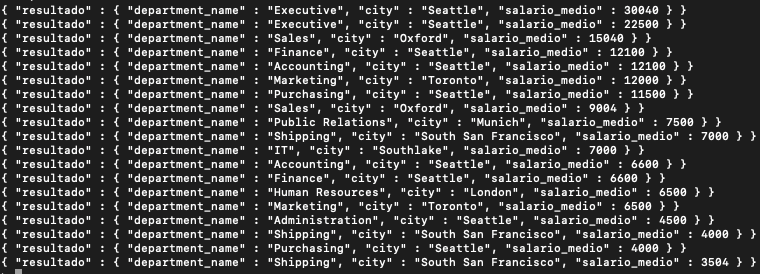 { "resultado" : { "department_name" : "Executive", "city" : "Seattle", "salario_medio" : 30040 } }
{ "resultado" : { "department_name" : "Executive", "city" : "Seattle", "salario_medio" : 22500 } }
{ "resultado" : { "department_name" : "Sales", "city" : "Oxford", "salario_medio" : 15040 } }
{ "resultado" : { "department_name" : "Finance", "city" : "Seattle", "salario_medio" : 12100 } }
{ "resultado" : { "department_name" : "Accounting", "city" : "Seattle", "salario_medio" : 12100 } }
{ "resultado" : { "department_name" : "Marketing", "city" : "Toronto", "salario_medio" : 12000 } }
{ "resultado" : { "department_name" : "Purchasing", "city" : "Seattle", "salario_medio" : 11500 } }
{ "resultado" : { "department_name" : "Sales", "city" : "Oxford", "salario_medio" : 9004 } }
{ "resultado" : { "department_name" : "Public Relations", "city" : "Munich", "salario_medio" : 7500 } }
{ "resultado" : { "department_name" : "Shipping", "city" : "South San Francisco", "salario_medio" : 7000 } }
{ "resultado" : { "department_name" : "IT", "city" : "Southlake", "salario_medio" : 7000 } }
{ "resultado" : { "department_name" : "Accounting", "city" : "Seattle", "salario_medio" : 6600 } }
{ "resultado" : { "department_name" : "Finance", "city" : "Seattle", "salario_medio" : 6600 } }
{ "resultado" : { "department_name" : "Human Resources", "city" : "London", "salario_medio" : 6500 } }
{ "resultado" : { "department_name" : "Marketing", "city" : "Toronto", "salario_medio" : 6500 } }
{ "resultado" : { "department_name" : "Administration", "city" : "Seattle", "salario_medio" : 4500 } }
{ "resultado" : { "department_name" : "Shipping", "city" : "South San Francisco", "salario_medio" : 4000 } }
{ "resultado" : { "department_name" : "Purchasing", "city" : "Seattle", "salario_medio" : 4000 } }
{ "resultado" : { "department_name" : "Shipping", "city" : "South San Francisco", "salario_medio" : 3504 } }